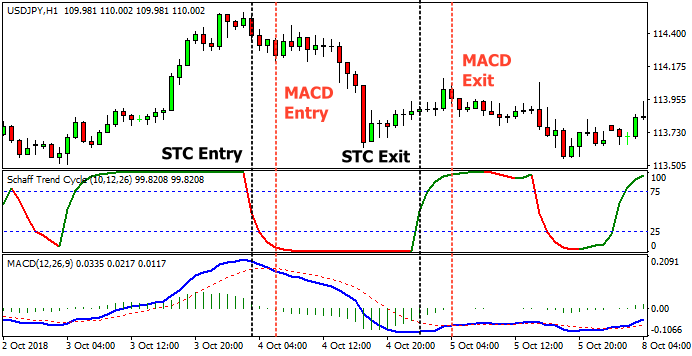 USDJPY,H1 109.981 110.002 109.981 110.002
114.400
114.175
MACD
Exit
MACD
Entry
113.955
113.730
STC Entry
STC Exit
113.505
Schaff Trend Cycle (10,12,26) 99.8208 99.8208
100
75
25
0
MACD(12,26,9) 0.0335 0.0217 0.0117
0.2091
0.00
-0.1066
2 Oct 2018
3 Oct 04:00
3 Oct 12:00
3 Oct 20:00
4 Oct 04:00
4 Oct 12:00
4 Oct 20:00
5 Oct 04:00
5 Oct 12:00
5 Oct 20:00
8 Oct 04:00